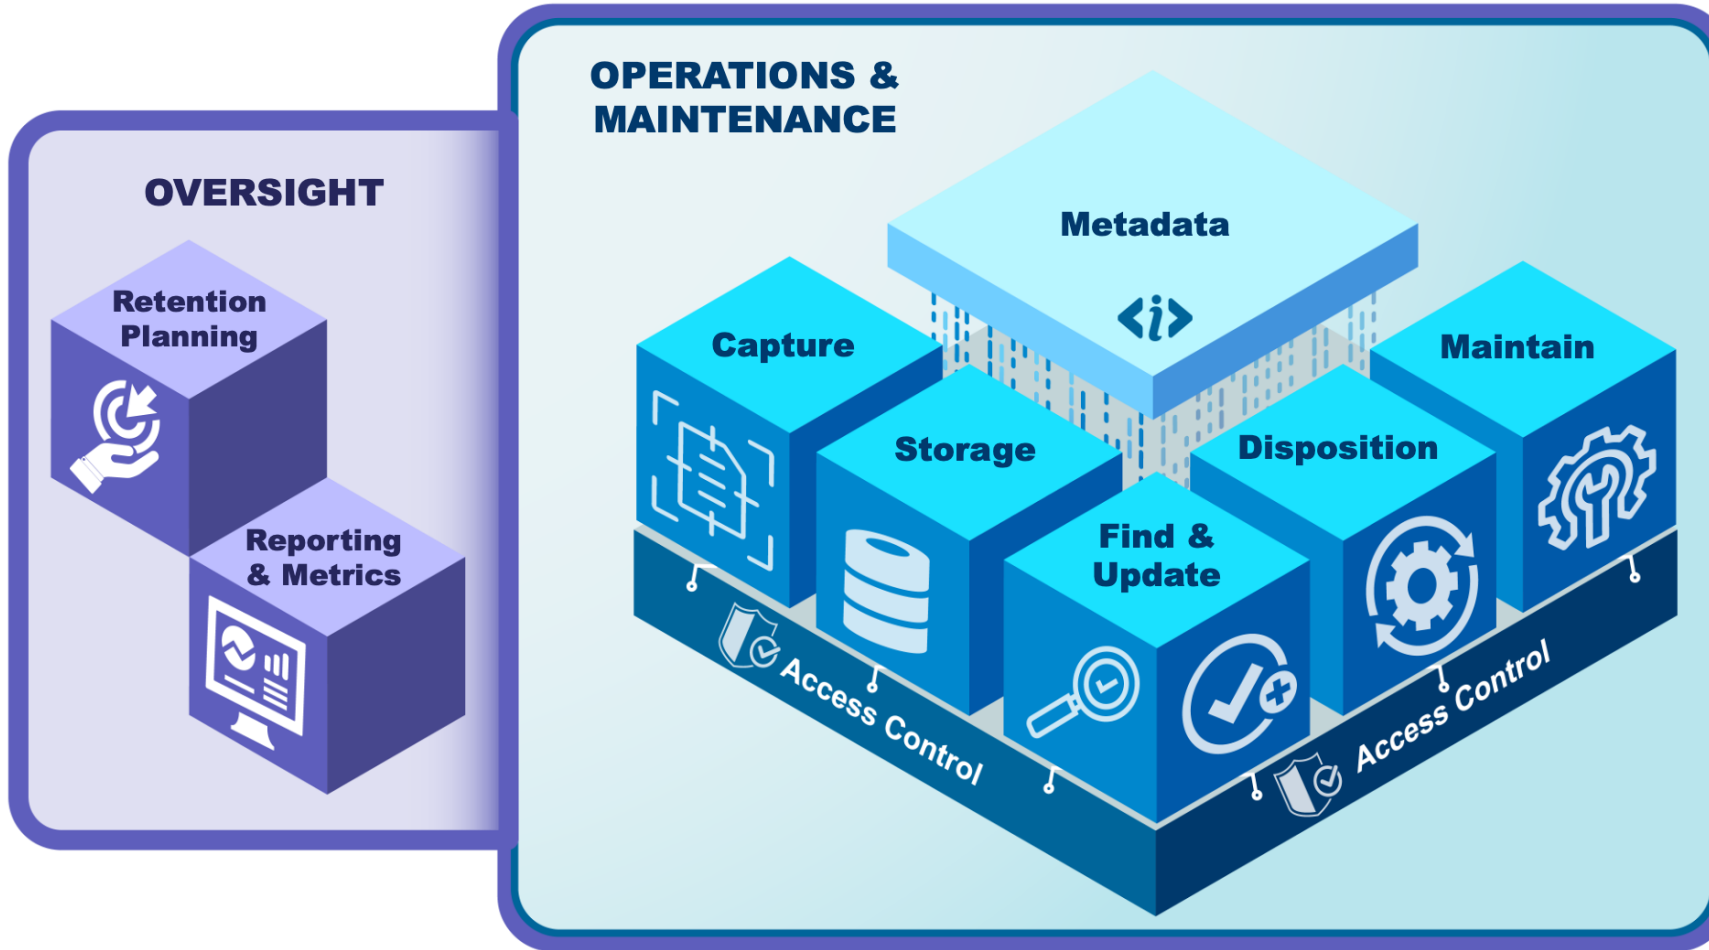 OVERSIGHT
Retention
Planning
Reporting
& Metrics
OPERATIONS &
MAINTENANCE
Metadata
<i>
Capture
Storage
Find &
Update
Disposition
Maintain
Access Control
Access Control